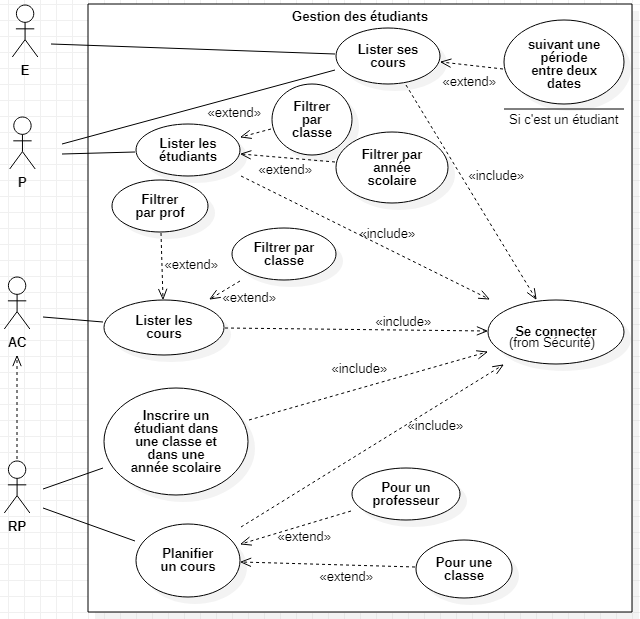 Gestion des étudiants
E
Lister ses
cours
suivant une
période
entre deux
dates
«extend»
Si c'est un étudiant
«extend»
Filtrer
par
classe
P
Lister les
étudiants
Filtrer par
année
scolaire
«extend»
«include»
Filtrer
par prof
«include»
Filtrer par
classe
«extend»
«extend»
AC
Lister les
cours
«include»
Se connecter
(from Sécurité)
«include»
Inscrire un
étudiant dans
une classe et
dans une
année scolaire
«include»
RP
Pour un
professeur
«extend»
Planifier
un cours
Pour une
classe
«extend»